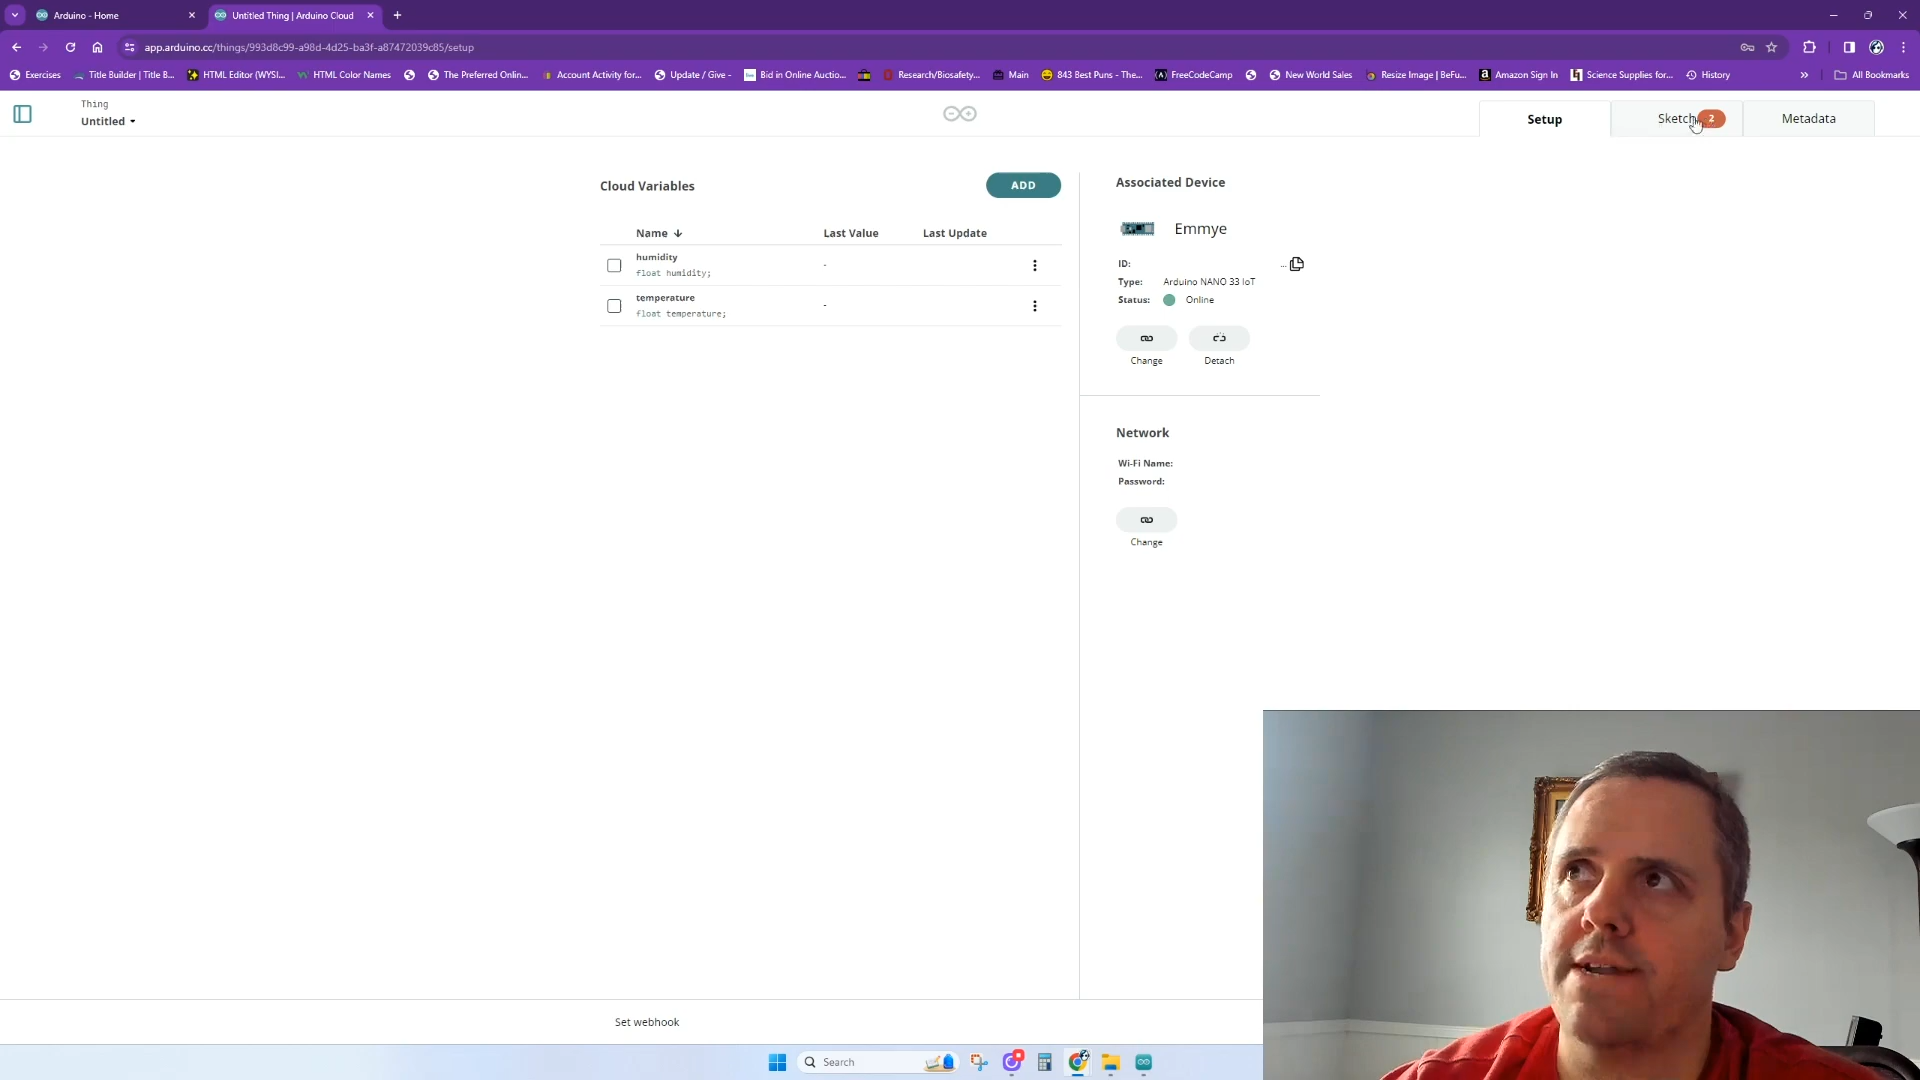 Arduino - Home
Untitled Thing | Arduino Cloud
app.arduino.cc/things/993d8c99-a98d-4d25-ba3f-a87472039c85/setup
Exercises Title Builder | Title B... HTML Editor (WYSI... HTML Color Names The Preferred Onlin... Account Activity for... Update / Give - Bid in Online Auctio... Research/Biosafety... Main 843 Best Puns - The... FreeCodeCamp New World Sales Resize Image | BeFu... Amazon Sign In Science Supplies for... History All Bookmarks
Thing
Untitled
Setup
Sketch 2
Metadata
Cloud Variables
ADD
Name Last Value Last Update
humidity
float humidity; -
temperature
float temperature; -
Associated Device
Emmye
ID: ...
Type: Arduino NANO 33 IoT
Status: Online
Change Detach
Network
Wi-Fi Name:
Password:
Change
Set webhook
Search